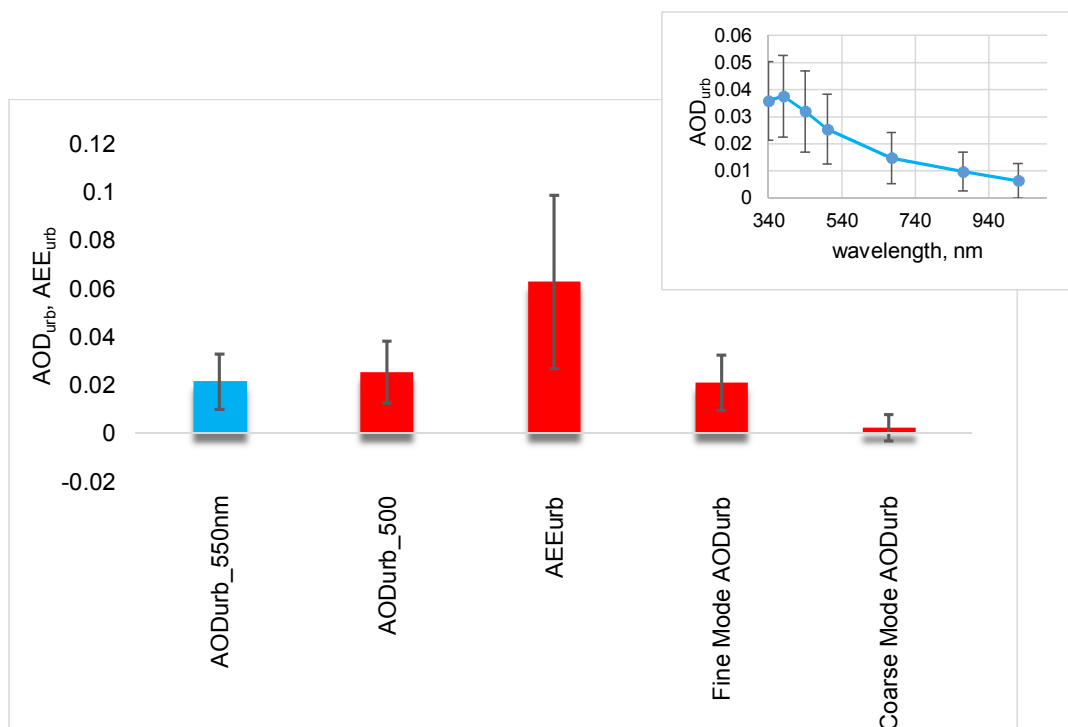 0.06
0.05
0.04
0.03
0.02
0.01
0
AODurb
340 540 740 940
wavelength, nm
0.12
0.1
0.08
0.06
0.04
0.02
0
-0.02
AODurb, AEEurb
AODurb_550nm
AODurb_500
AEEurb
Fine Mode AODurb
Coarse Mode AODurb